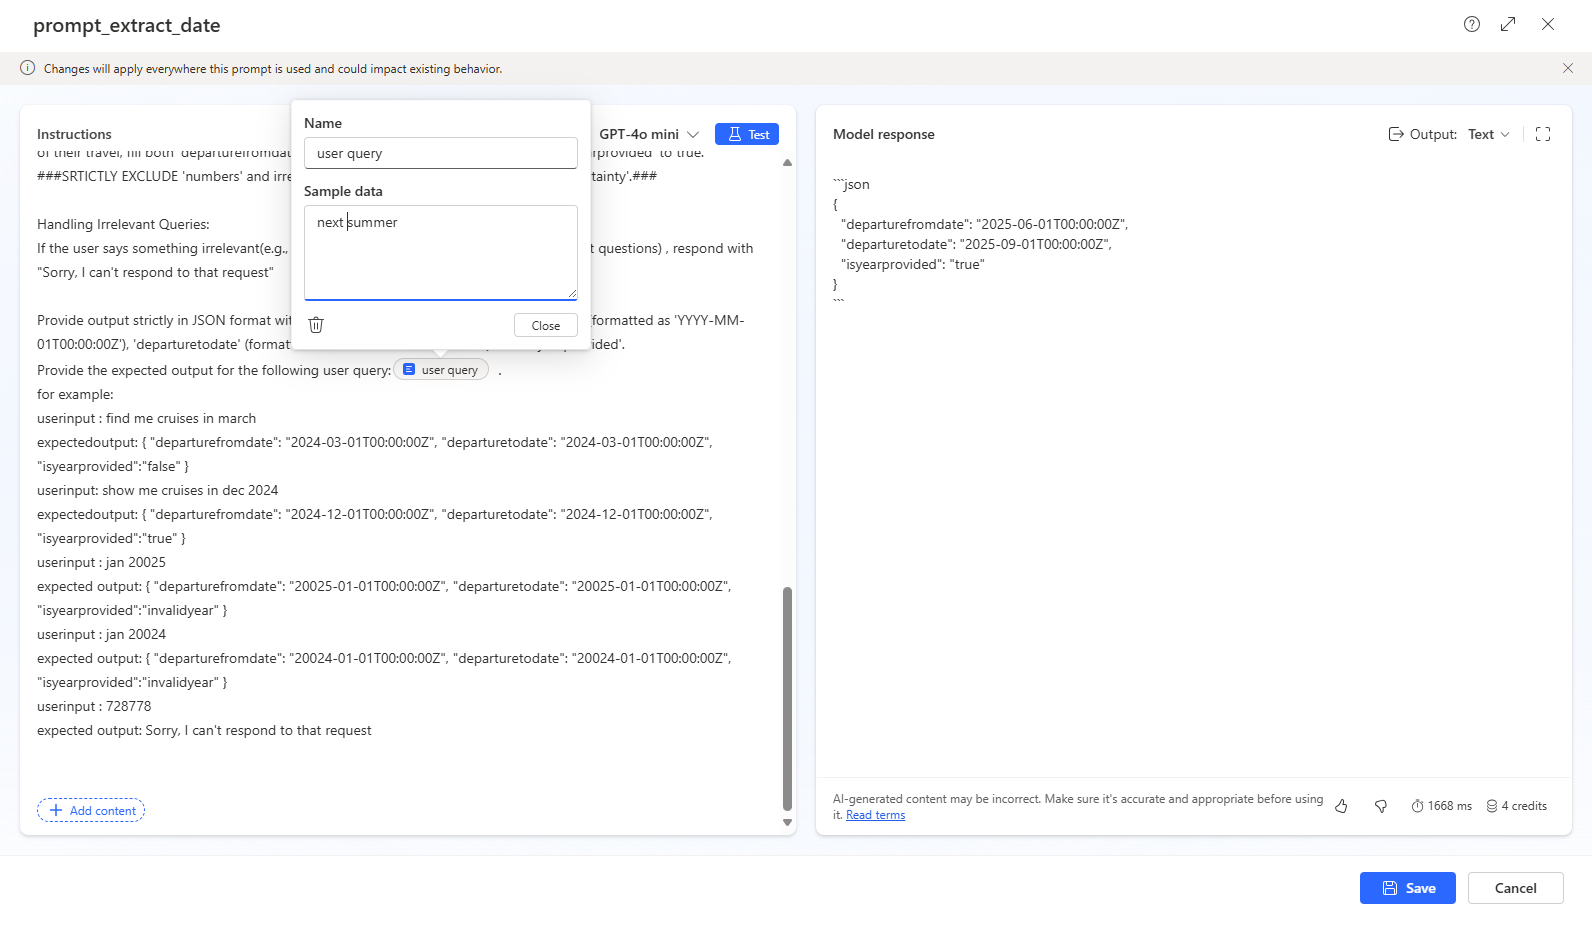 prompt_extract_date
Changes will apply everywhere this prompt is used and could impact existing behavior.
Instructions
GPT-4o mini
Test
of their travel, fill both 'departurefromdat
rprovided' to true.
###SRTICTLY EXCLUDE 'numbers' and irre
tainty'.###
Handling Irrelevant Queries:
If the user says something irrelevant(e.g.,
t questions) , respond with
"Sorry, I can't respond to that request"
Provide output strictly in JSON format wit
(formatted as 'YYYY-MM-
01T00:00:00Z'), 'departuretodate' (format
ided'.
Provide the expected output for the following user query: user query .
for example:
userinput : find me cruises in march
expectedoutput: { "departurefromdate": "2024-03-01T00:00:00Z", "departuretodate": "2024-03-01T00:00:00Z",
"isyearprovided":"false" }
userinput: show me cruises in dec 2024
expectedoutput: { "departurefromdate": "2024-12-01T00:00:00Z", "departuretodate": "2024-12-01T00:00:00Z",
"isyearprovided":"true" }
userinput : jan 20025
expected output: { "departurefromdate": "20025-01-01T00:00:00Z", "departuretodate": "20025-01-01T00:00:00Z",
"isyearprovided":"invalidyear" }
userinput : jan 20024
expected output: { "departurefromdate": "20024-01-01T00:00:00Z", "departuretodate": "20024-01-01T00:00:00Z",
"isyearprovided":"invalidyear" }
userinput : 728778
expected output: Sorry, I can't respond to that request
Add content
Name
user query
Sample data
next summer
Close
Model response
Output: Text
```json
{
"departurefromdate": "2025-06-01T00:00:00Z",
"departuretodate": "2025-09-01T00:00:00Z",
"isyearprovided": "true"
}
```
AI-generated content may be incorrect. Make sure it's accurate and appropriate before using
it. Read terms
1668 ms
4 credits
Save
Cancel